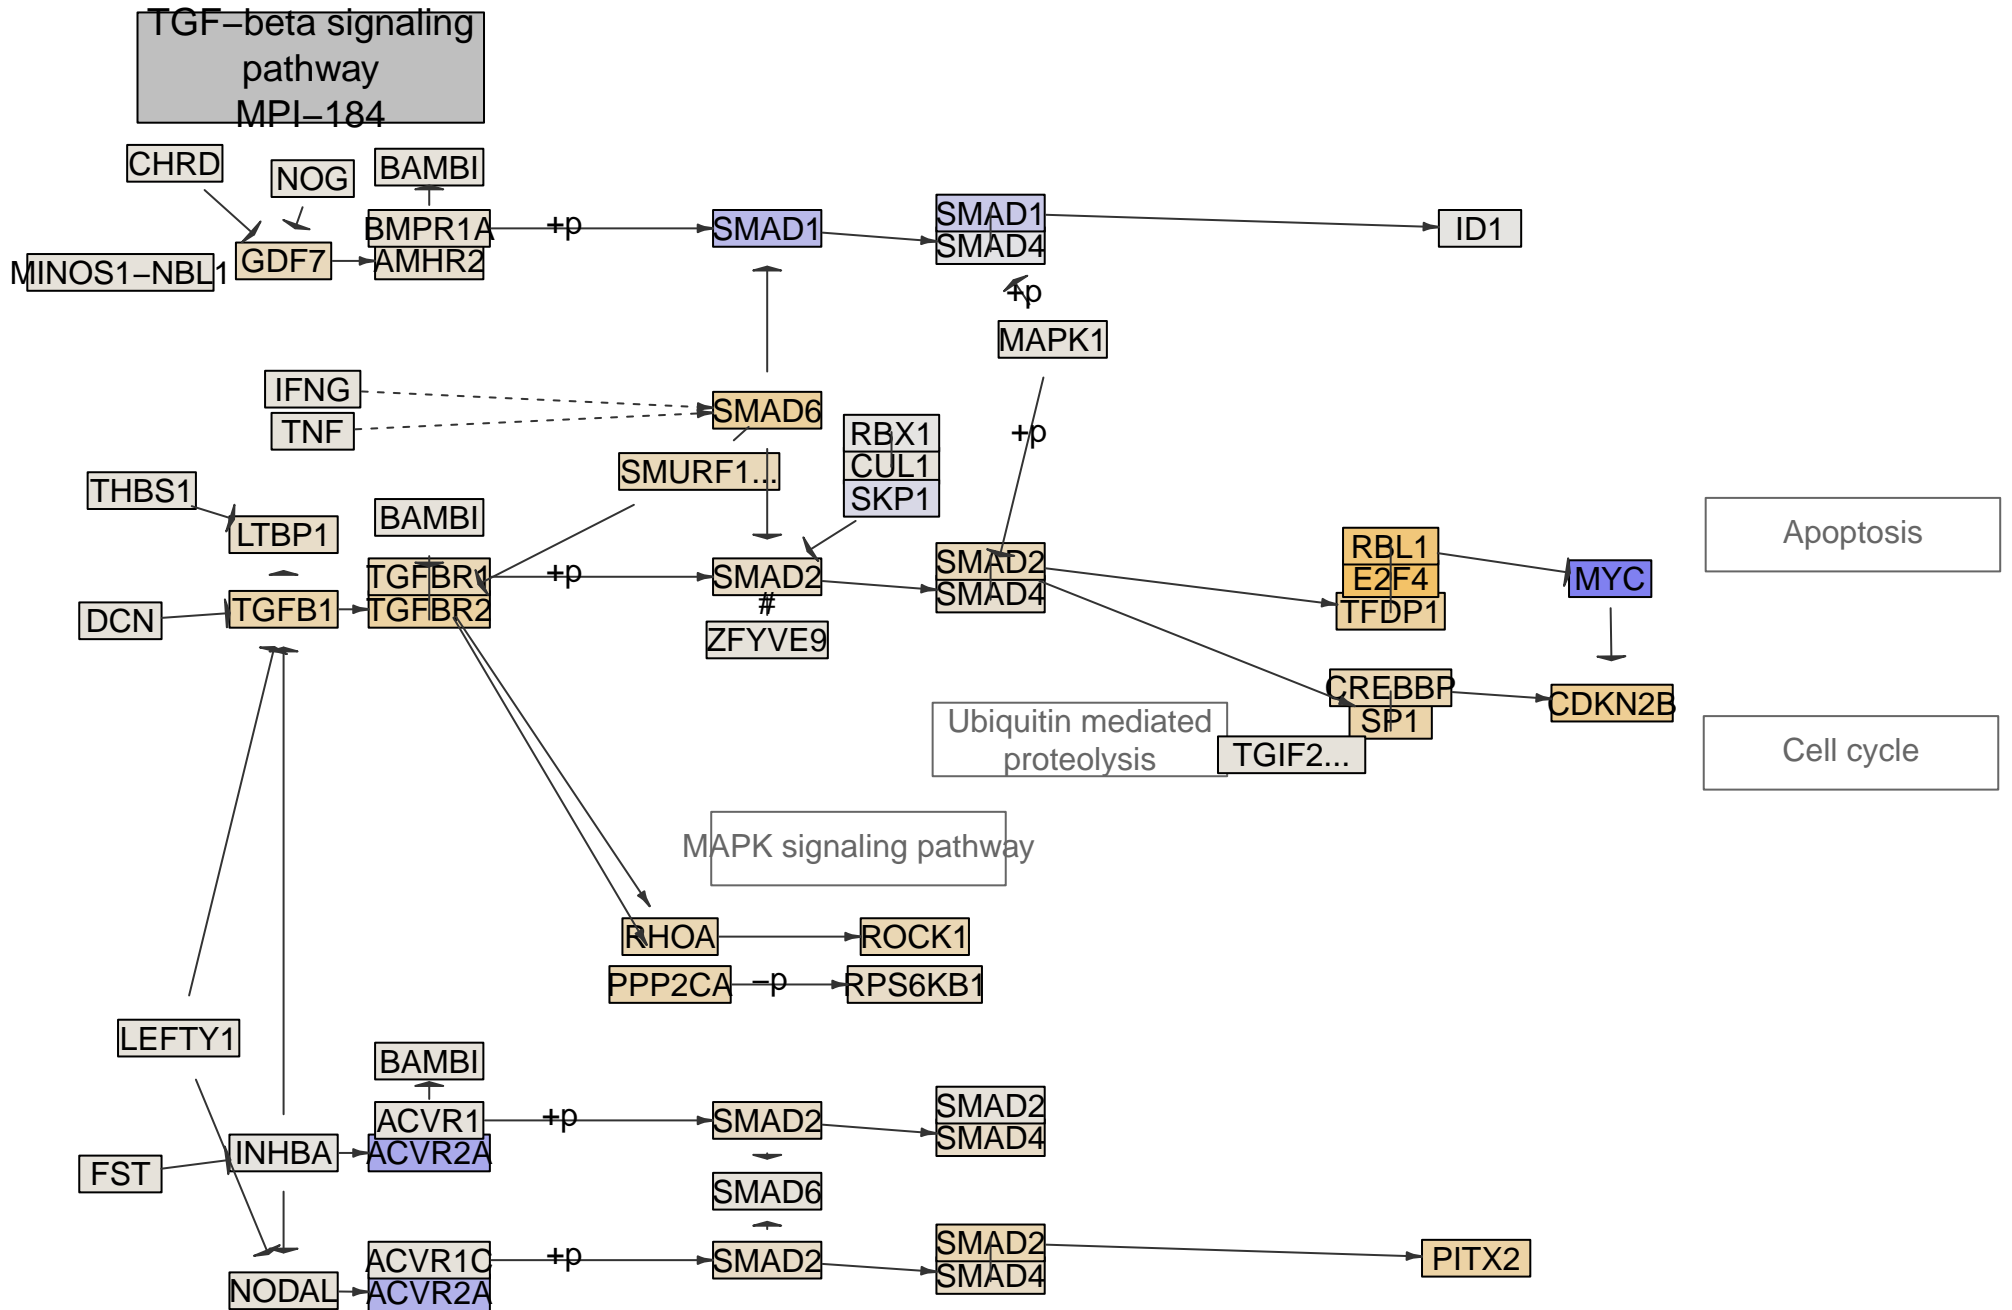 TGF−beta signaling
pathway
MPI−184
CHRD
NOG
BAMBI
BMPR1A
+p
SMAD1
SMAD1
SMAD4
ID1
MINOS1−NBL1
GDF7
AMHR2
+p
MAPK1
IFNG
TNF
SMAD6
SMURF1...
RBX1
CUL1
SKP1
+p
THBS1
LTBP1
BAMBI
TGFBR1
TGFBR2
+p
SMAD2
#
ZFYVE9
SMAD2
SMAD4
RBL1
E2F4
TFDP1
MYC
Apoptosis
DCN
TGFB1
CREBBP
SP1
TGIF2...
CDKN2B
Ubiquitin mediated
proteolysis
Cell cycle
MAPK signaling pathway
RHOA
ROCK1
PPP2CA
−p
RPS6KB1
LEFTY1
BAMBI
ACVR1
ACVR2A
+p
SMAD2
SMAD2
SMAD4
FST
INHBA
SMAD6
ACVR1C
ACVR2A
+p
SMAD2
SMAD2
SMAD4
PITX2
NODAL